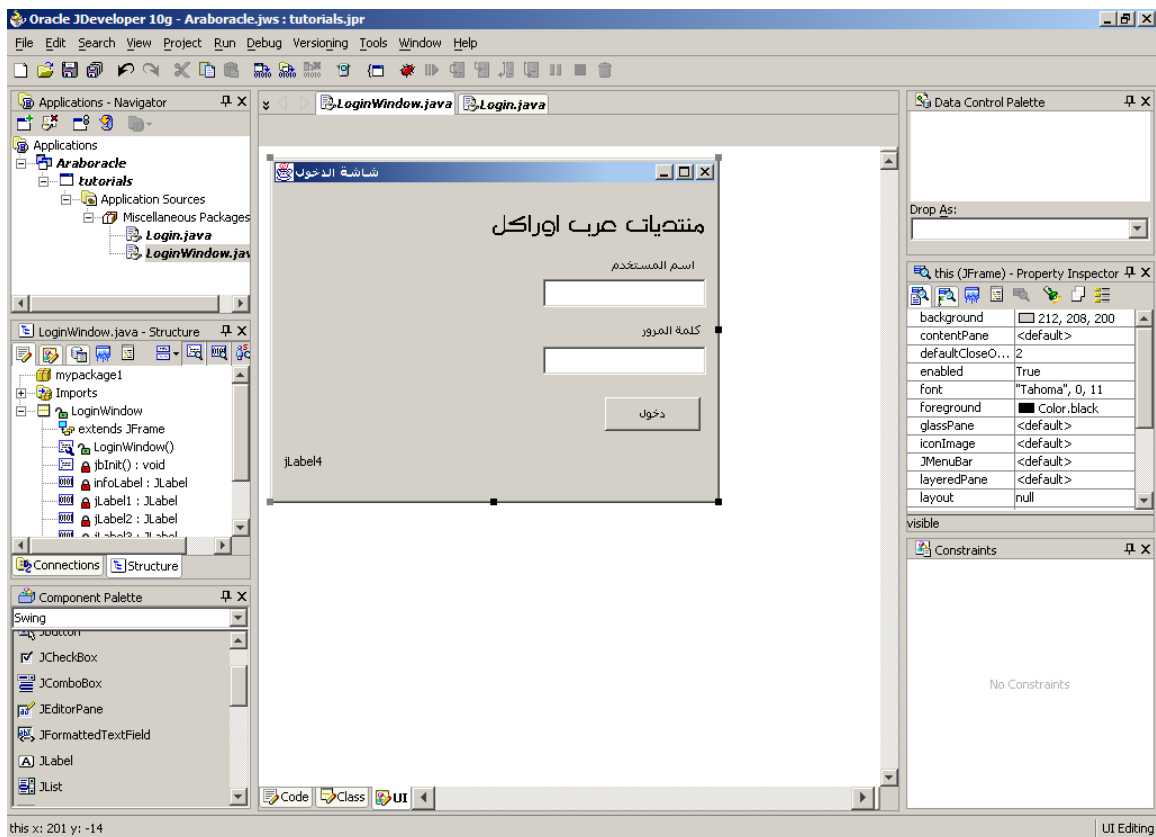 Oracle JDeveloper 10g - Araboracle.jws : tutorials.jpr
File Edit Search View Project Run Debug Versioning Tools Window Help
Applications - Navigator
Applications
Araboracle
tutorials
Application Sources
Miscellaneous Packages
Login.java
LoginWindow.jav
LoginWindow.java - Structure
mypackage1
Imports
LoginWindow
extends JFrame
LoginWindow()
jbInit() : void
infoLabel : JLabel
jLabel1 : JLabel
jLabel2 : JLabel
jLabel3 : JLabel
Connections Structure
Component Palette
Swing
JButton
JCheckBox
JComboBox
JEditorPane
JFormattedTextField
JLabel
JList
LoginWindow.java Login.java
شاشة الدخول
منتديات عرب اوراكل
اسم المستخدم
كلمة المرور
دخول
jLabel4
Code Class UI
Data Control Palette
Drop As:
this (JFrame) - Property Inspector
background 212, 208, 200
contentPane <default>
defaultCloseO... 2
enabled True
font "Tahoma", 0, 11
foreground Color.black
glassPane <default>
iconImage <default>
JMenuBar <default>
layeredPane <default>
layout null
visible
Constraints
No Constraints
this x: 201 y: -14
UI Editing